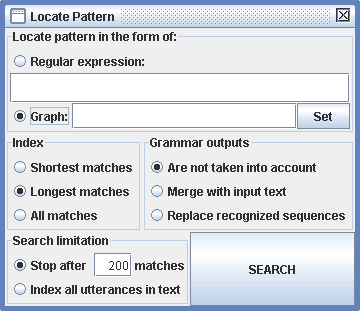 Locate Pattern
Locate pattern in the form of:
Regular expression:
Graph: Set
Index
Shortest matches
Longest matches
All matches
Grammar outputs
Are not taken into account
Merge with input text
Replace recognized sequences
Search limitation
Stop after 200 matches
Index all utterances in text
SEARCH